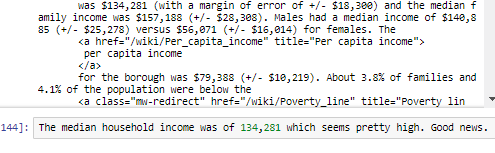 was $134,281 (with a margin of error of +/- $18,300) and the median f
amily income was $157,188 (+/- $28,308). Males had a median income of $140,8
85 (+/- $25,278) versus $56,071 (+/- $16,014) for females. The
<a href="/wiki/Per_capita_income" title="Per capita income">
per capita income
</a>
for the borough was $79,388 (+/- $10,219). About 3.8% of families and
4.1% of the population were below the
<a class="mw-redirect" href="/wiki/Poverty_line" title="Poverty lin
144]: The median household income was of 134,281 which seems pretty high. Good news.